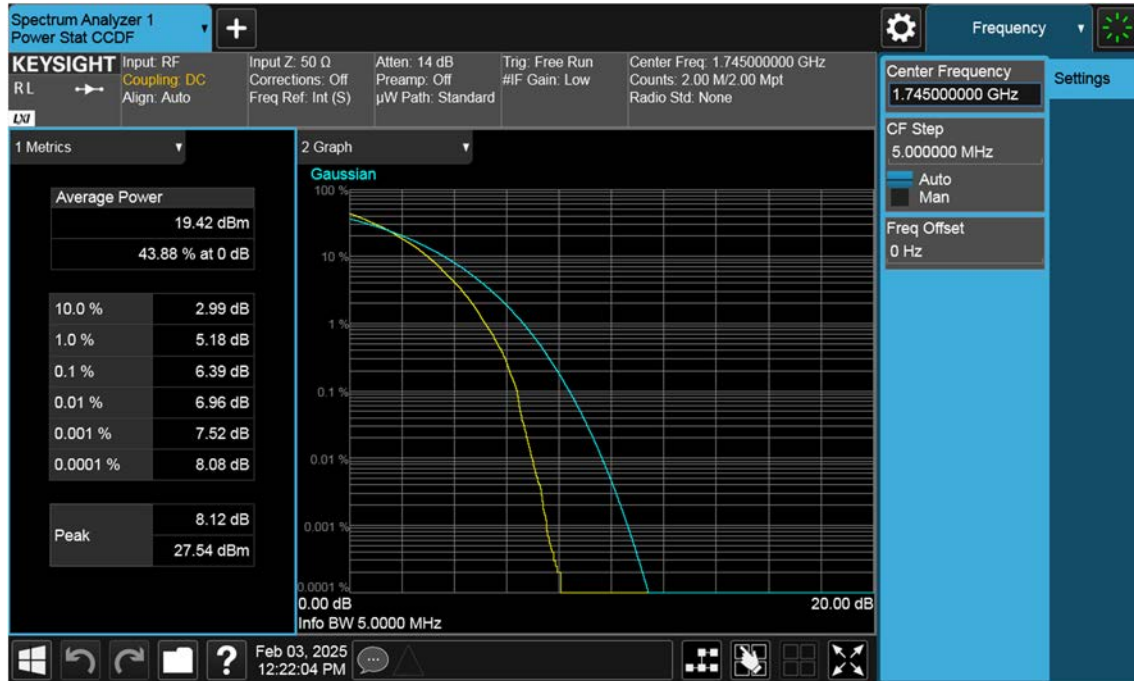 Spectrum Analyzer 1
Power Stat CCDF
+
Frequency
KEYSIGHT
R L
LXI
Input: RF
Coupling: DC
Align: Auto
Input Z: 50 Ω
Corrections: Off
Freq Ref: Int (S)
Atten: 14 dB
Preamp: Off
µW Path: Standard
Trig: Free Run
#IF Gain: Low
Center Freq: 1.745000000 GHz
Counts: 2.00 M/2.00 Mpt
Radio Std: None
Center Frequency
1.745000000 GHz
Settings
CF Step
5.000000 MHz
Auto
Man
Freq Offset
0 Hz
1 Metrics
Average Power
19.42 dBm
43.88 % at 0 dB
10.0 % 2.99 dB
1.0 % 5.18 dB
0.1 % 6.39 dB
0.01 % 6.96 dB
0.001 % 7.52 dB
0.0001 % 8.08 dB
Peak
8.12 dB
27.54 dBm
2 Graph
Gaussian
100 %
10 %
1 %
0.1 %
0.01 %
0.001 %
0.0001 %
0.00 dB 20.00 dB
Info BW 5.0000 MHz
?
Feb 03, 2025
12:22:04 PM